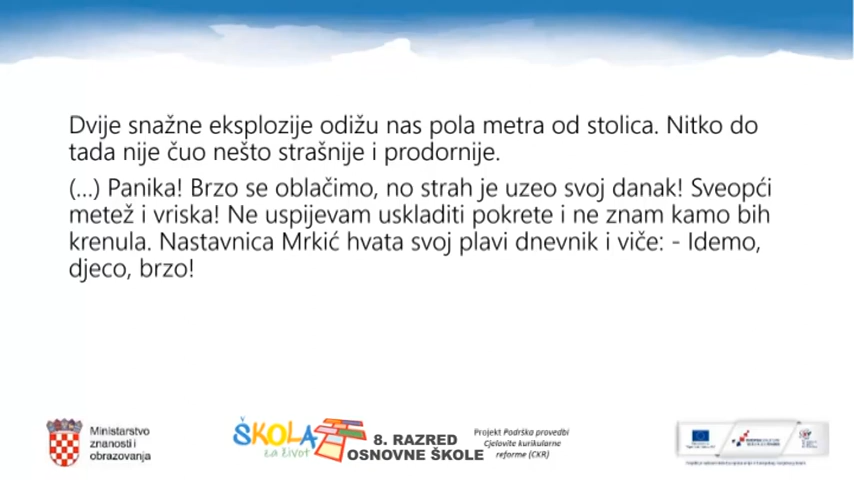 Dvije snažne eksplozije odižu nas pola metra od stolica. Nitko do
tada nije čuo nešto strašnije i prodornije.
(...) Panika! Brzo se oblačimo, no strah je uzeo svoj danak! Sveopći
metež i vriska! Ne uspijevam uskladiti pokrete i ne znam kamo bih
krenula. Nastavnica Mrkić hvata svoj plavi dnevnik i viče: - Idemo,
djeco, brzo!
Ministarstvo
znanosti i
obrazovanja
ŠKOLA
za život
8. RAZRED
OSNOVNE ŠKOLE
Projekt Podrška provedbi
Cjelovite kurikularne
reforme (CKR)